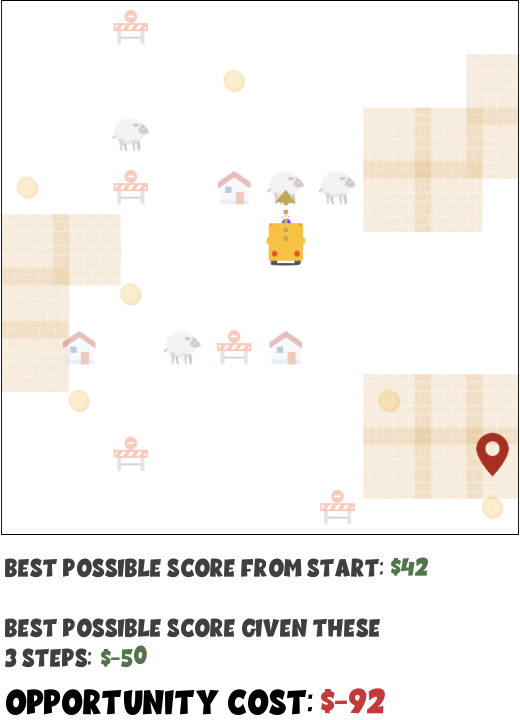 BEST POSSIBLE SCORE FROM START: $42
BEST POSSIBLE SCORE GIVEN THESE
3 STEPS: $-50
OPPORTUNITY COST: $-92